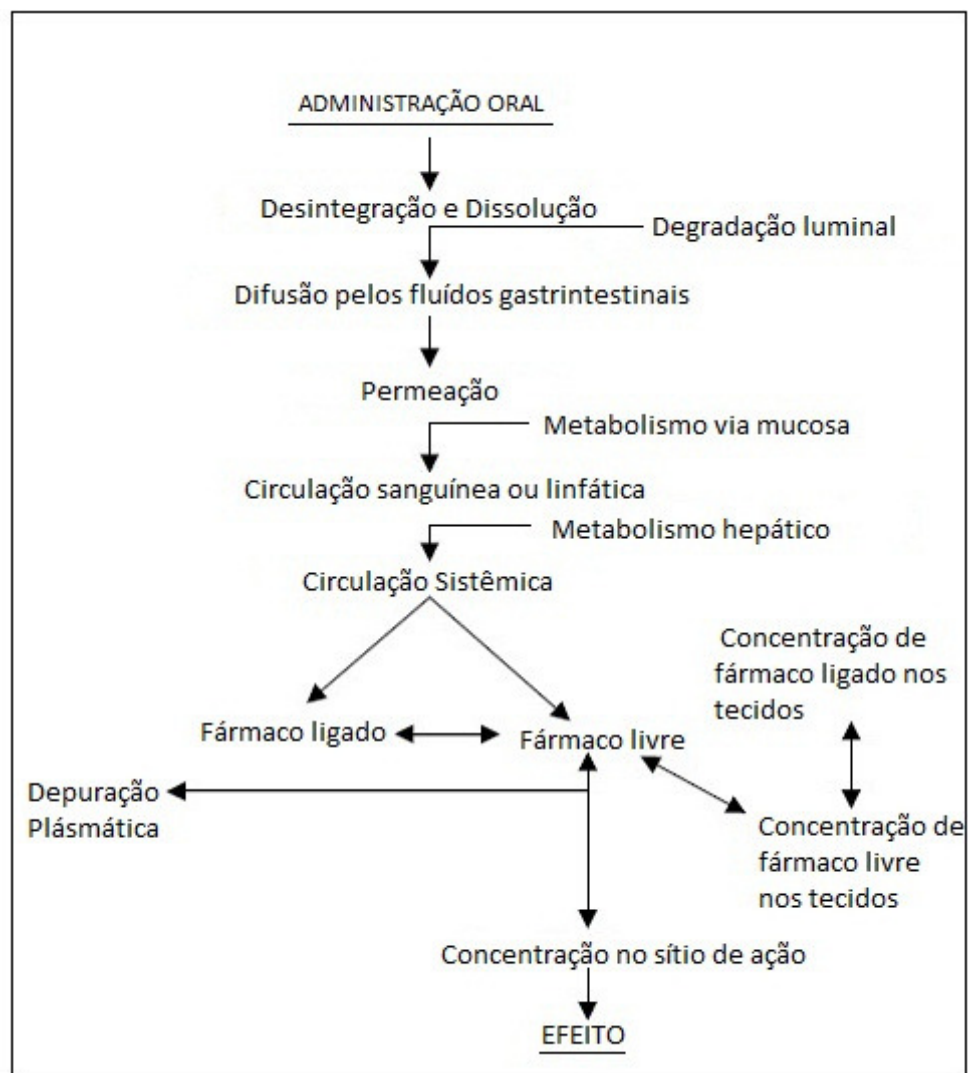 ADMINISTRAÇÃO ORAL
Desintegração e Dissolução
Degradação luminal
Difusão pelos fluídos gastrintestinais
Permeação
Metabolismo via mucosa
Circulação sanguínea ou linfática
Metabolismo hepático
Circulação Sistêmica
Concentração de
fármaco ligado nos
tecidos
Fármaco ligado
Fármaco livre
Depuração
Plásmática
Concentração de
fármaco livre
nos tecidos
Concentração no sítio de ação
EFEITO